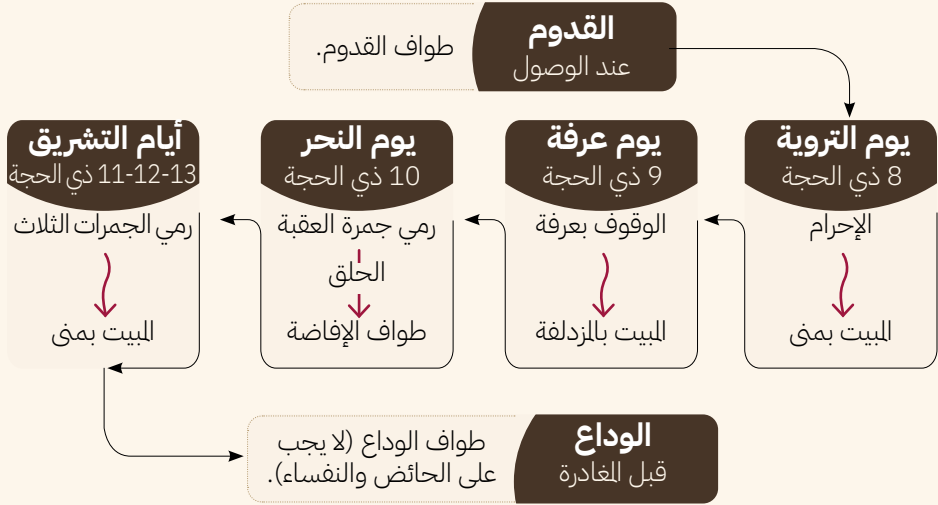 القدوم
عند الوصول
طواف القدوم.
يوم التروية
8 ذي الحجة
الإحرام
المبيت بمنى
يوم عرفة
9 ذي الحجة
الوقوف بعرفة
المبيت بالمزدلفة
يوم النحر
10 ذي الحجة
رمي جمرة العقبة
الحلق
طواف الإفاضة
أيام التشريق
11-12-13 ذي الحجة
رمي الجمرات الثلاث
المبيت بمنى
الوداع
قبل المغادرة
طواف الوداع (لا يجب
على الحائض والنفساء).